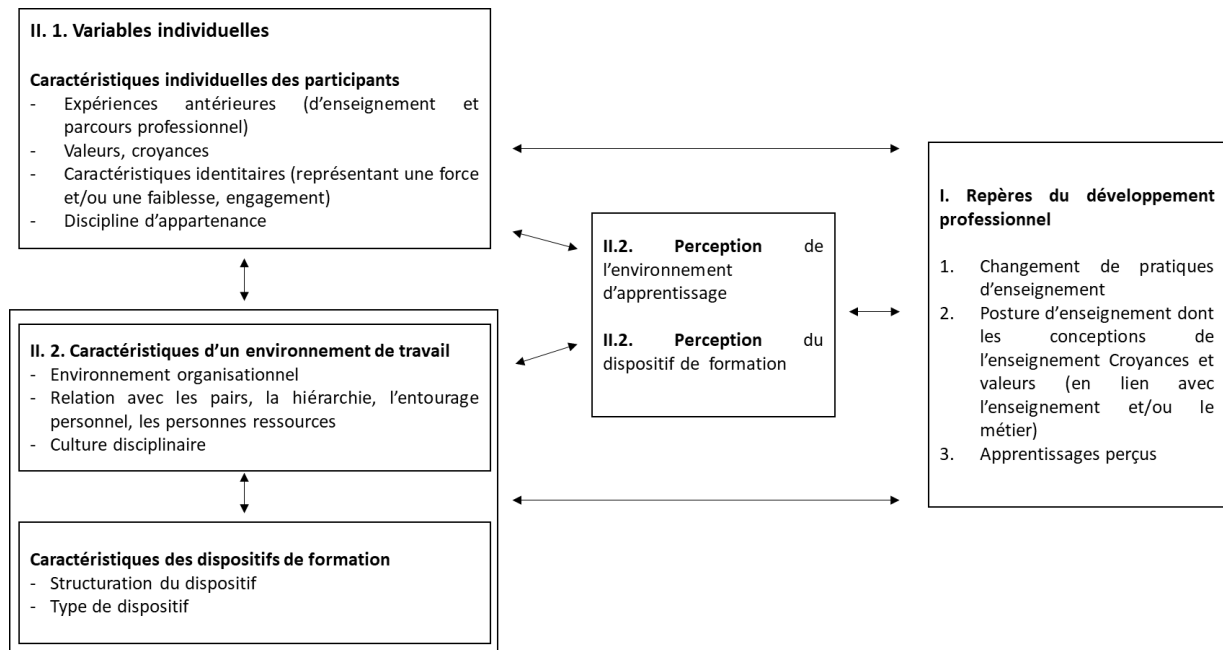 II. 1. Variables individuelles
Caractéristiques individuelles des participants
- Expériences antérieures (d’enseignement et
parcours professionnel)
- Valeurs, croyances
- Caractéristiques identitaires (représentant une force
et/ou une faiblesse, engagement)
- Discipline d’appartenance
II. 2. Caractéristiques d’un environnement de travail
- Environnement organisationnel
- Relation avec les pairs, la hiérarchie, l’entourage
personnel, les personnes ressources
- Culture disciplinaire
Caractéristiques des dispositifs de formation
- Structuration du dispositif
- Type de dispositif
II.2. Perception de
l’environnement
d’apprentissage
II.2. Perception du
dispositif de formation
I. Repères du développement
professionnel
1. Changement de pratiques
d’enseignement
2. Posture d’enseignement dont
les conceptions de
l’enseignement Croyances et
valeurs (en lien avec
l’enseignement et/ou le
métier)
3. Apprentissages perçus